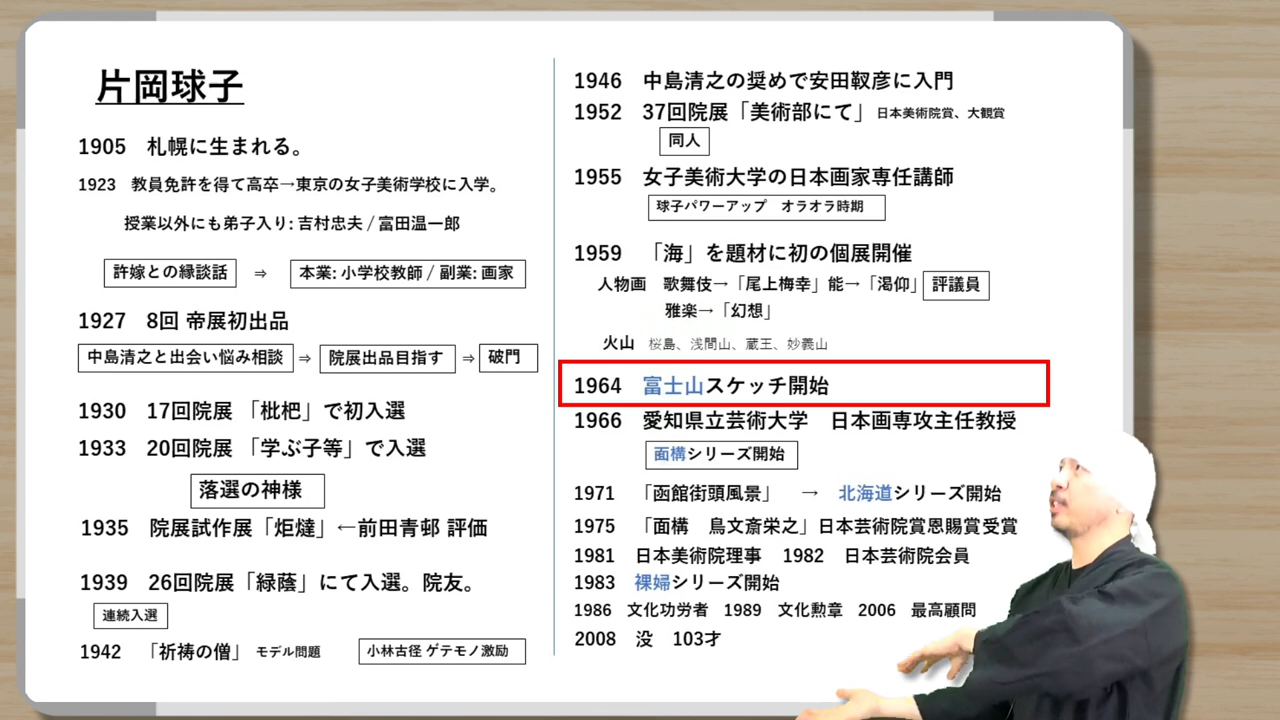 片岡球子
1905 札幌に生まれる。
1923 教員免許を得て高卒→東京の女子美術学校に入学。
授業以外にも弟子入り: 吉村忠夫 / 富田温一郎
許嫁との縁談話 ⇒ 本業: 小学校教師 / 副業: 画家
1927 8回 帝展初出品
中島清之と出会い悩み相談 ⇒ 院展出品目指す ⇒ 破門
1930 17回院展 「枇杷」で初入選
1933 20回院展 「学ぶ子等」で入選
落選の神様
1935 院展試作展「炬燵」←前田青邨 評価
1939 26回院展「緑蔭」にて入選。院友。
連続入選
1942 「祈祷の僧」 モデル問題 小林古径 ゲテモノ激励
1946 中島清之の奨めで安田靫彦に入門
1952 37回院展「美術部にて」 日本美術院賞、大観賞
同人
1955 女子美術大学の日本画家専任講師
球子パワーアップ オラオラ時期
1959 「海」を題材に初の個展開催
人物画 歌舞伎→「尾上梅幸」能→「渇仰」 評議員
雅楽→「幻想」
火山 桜島、浅間山、蔵王、妙義山
1964 富士山スケッチ開始
1966 愛知県立芸術大学 日本画専攻主任教授
面構シリーズ開始
1971 「函館街頭風景」 → 北海道シリーズ開始
1975 「面構 鳥文斎栄之」日本芸術院賞恩賜賞受賞
1981 日本美術院理事 1982 日本芸術院会員
1983 裸婦シリーズ開始
1986 文化功労者 1989 文化勲章 2006 最高顧問
2008 没 103才